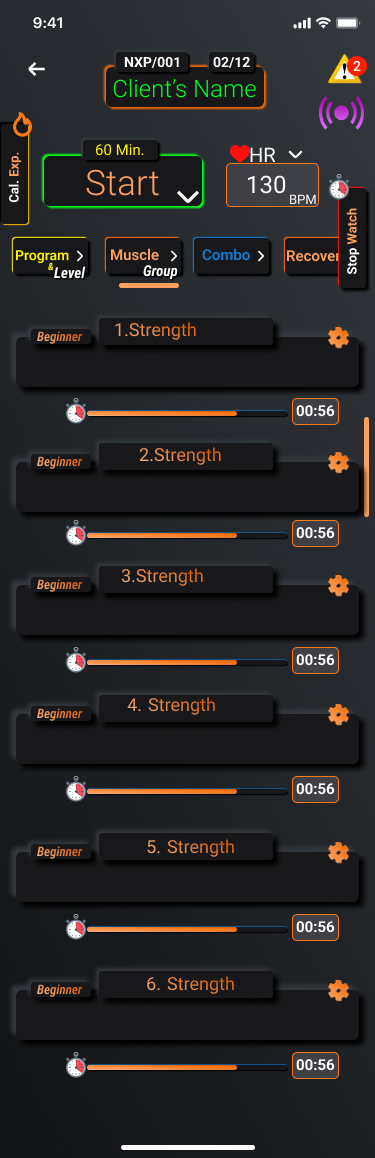 9:41
NXP/001 02/12
Client's Name
2
Cal. Exp.
60 Min.
Start
HR
130
BPM
Stop Watch
Program
& Level
Muscle
Group
Combo
Recover
Beginner 1.Strength
00:56
Beginner 2.Strength
00:56
Beginner 3.Strength
00:56
Beginner 4. Strength
00:56
Beginner 5. Strength
00:56
Beginner 6. Strength
00:56